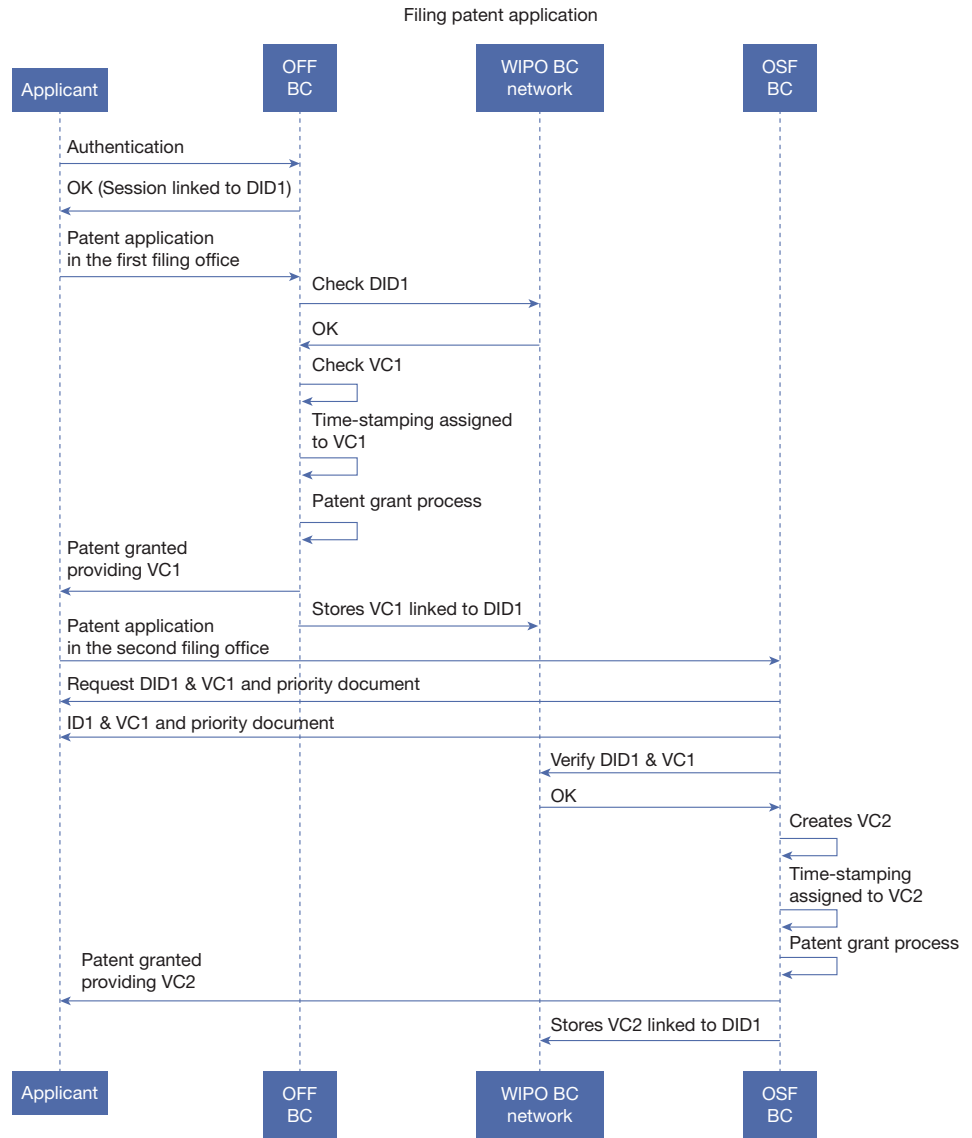 Filing patent application
Applicant
OFF
BC
WIPO BC
network
OSF
BC
Authentication
OK (Session linked to DID1)
Patent application
in the first filing office
Check DID1
OK
Check VC1
Time-stamping assigned
to VC1
Patent grant process
Patent granted
providing VC1
Stores VC1 linked to DID1
Patent application
in the second filing office
Request DID1 & VC1 and priority document
ID1 & VC1 and priority document
Verify DID1 & VC1
OK
Creates VC2
Time-stamping
assigned to VC2
Patent grant process
Patent granted
providing VC2
Stores VC2 linked to DID1
Applicant
OFF
BC
WIPO BC
network
OSF
BC